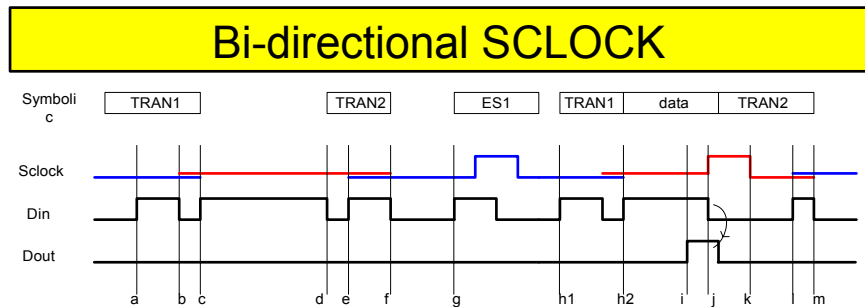 Bi-directional SCLOCK
Symboli
c
TRAN1 TRAN2 ES1 TRAN1 data TRAN2
Sclock
Din
Dout
a b c d e f g h1 h2 i j k l m